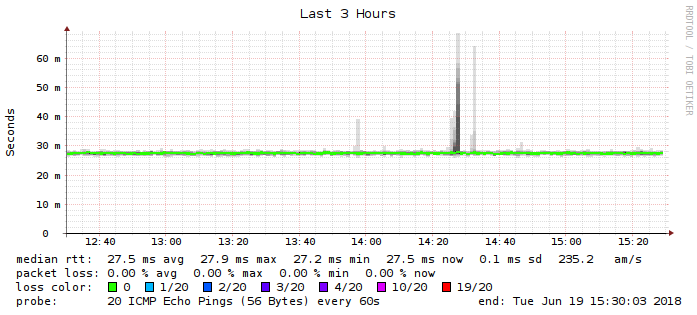 Last 3 Hours
RRDTOOL / TOBI OETIKER
Seconds
60 m
50 m
40 m
30 m
20 m
10 m
0
12:40 13:00 13:20 13:40 14:00 14:20 14:40 15:00 15:20
median rtt: 27.5 ms avg 27.9 ms max 27.2 ms min 27.5 ms now 0.1 ms sd 235.2 am/s
packet loss: 0.00 % avg 0.00 % max 0.00 % min 0.00 % now
loss color: 0 1/20 2/20 3/20 4/20 10/20 19/20
probe: 20 ICMP Echo Pings (56 Bytes) every 60s end: Tue Jun 19 15:30:03 2018